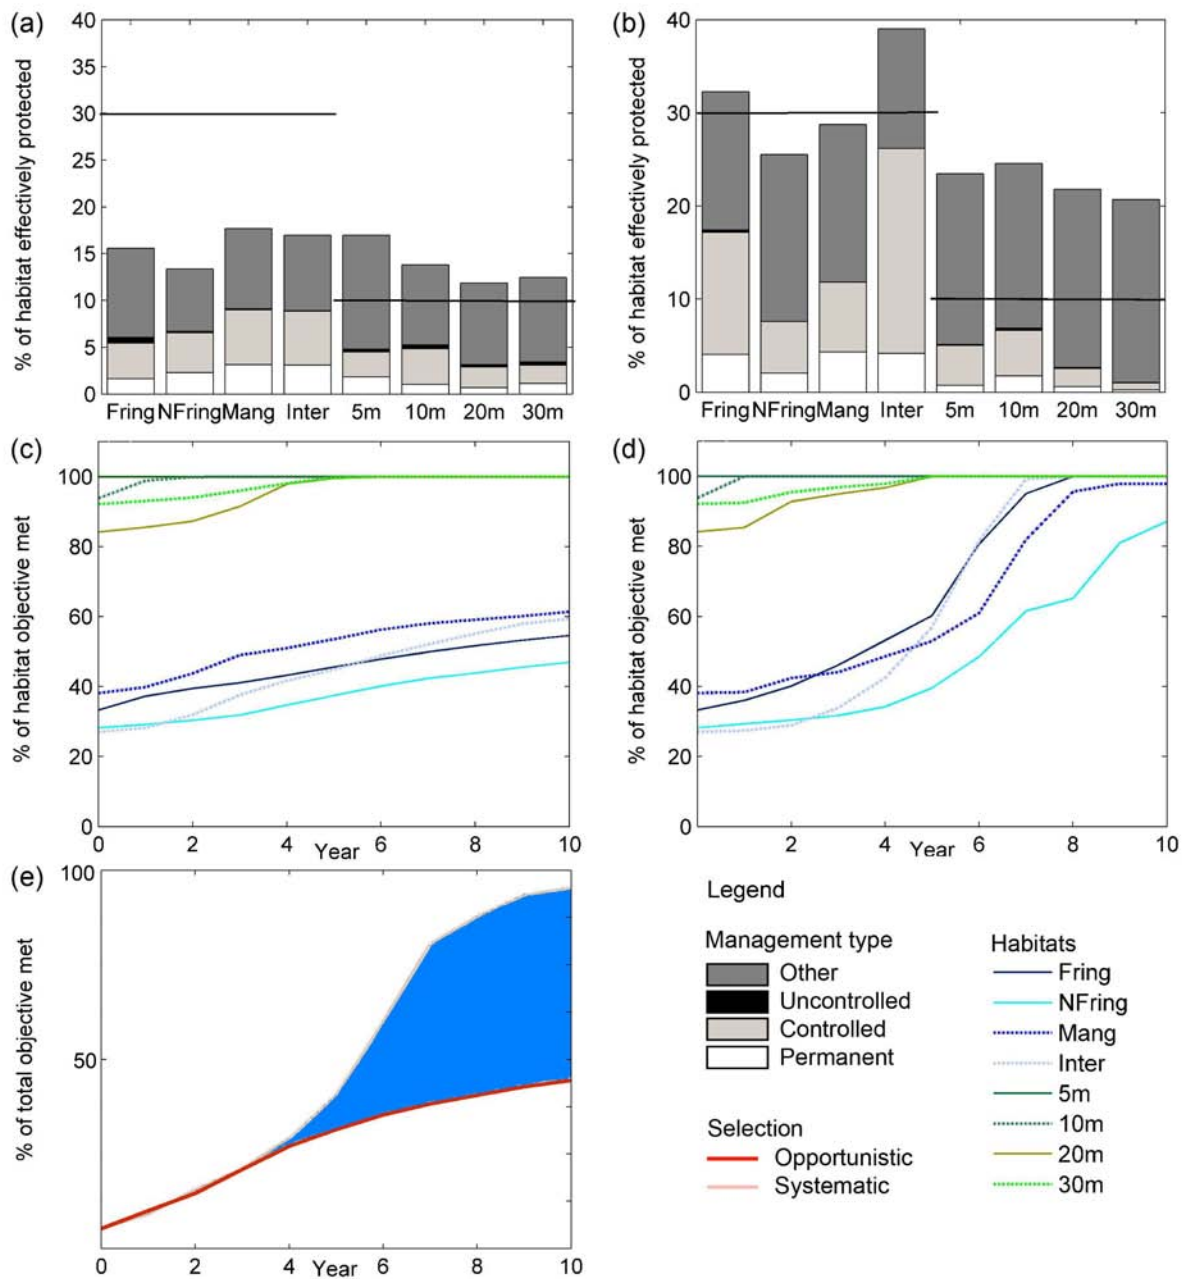 (a)
% of habitat effectively protected
40
30
25
20
15
10
5
0
Fring NFring Mang Inter 5m 10m 20m 30m
(b)
% of habitat effectively protected
40
30
20
10
0
Fring NFring Mang Inter 5m 10m 20m 30m
(c)
% of habitat objective met
100
80
60
40
20
0
0 2 4 Year 6 8 10
(d)
% of habitat objective met
100
80
60
40
20
0
2 4 Year 6 8 10
(e)
% of total objective met
100
50
0 2 4 Year 6 8 10
Legend
Management type
Other
Uncontrolled
Controlled
Permanent
Selection
Opportunistic
Systematic
Habitats
Fring
NFring
Mang
Inter
5m
10m
20m
30m